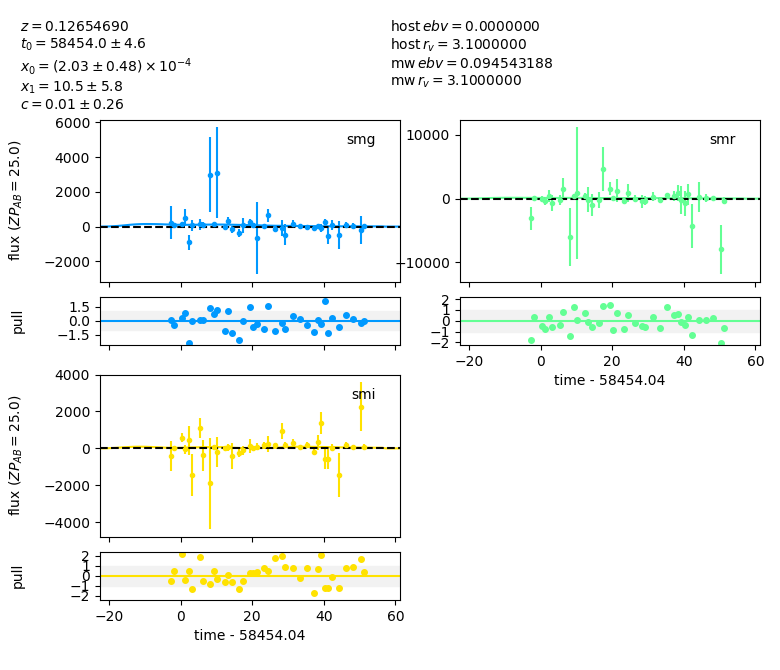 z = 0.12654690
t₀ = 58454.0 ± 4.6
x₀ = (2.03 ± 0.48) × 10⁻⁴
x₁ = 10.5 ± 5.8
c = 0.01 ± 0.26
host ebv = 0.0000000
host r_v = 3.1000000
mw ebv = 0.094543188
mw r_v = 3.1000000
smg
flux (ZP_AB = 25.0)
6000
4000
2000
0
−2000
pull
1.5
0.0
−1.5
smr
10000
0
−10000
2
1
0
−1
−2
−20
0
20
40
60
time - 58454.04
smi
flux (ZP_AB = 25.0)
4000
2000
0
−2000
−4000
pull
2
1
0
−1
−2
−20
0
20
40
60
time - 58454.04